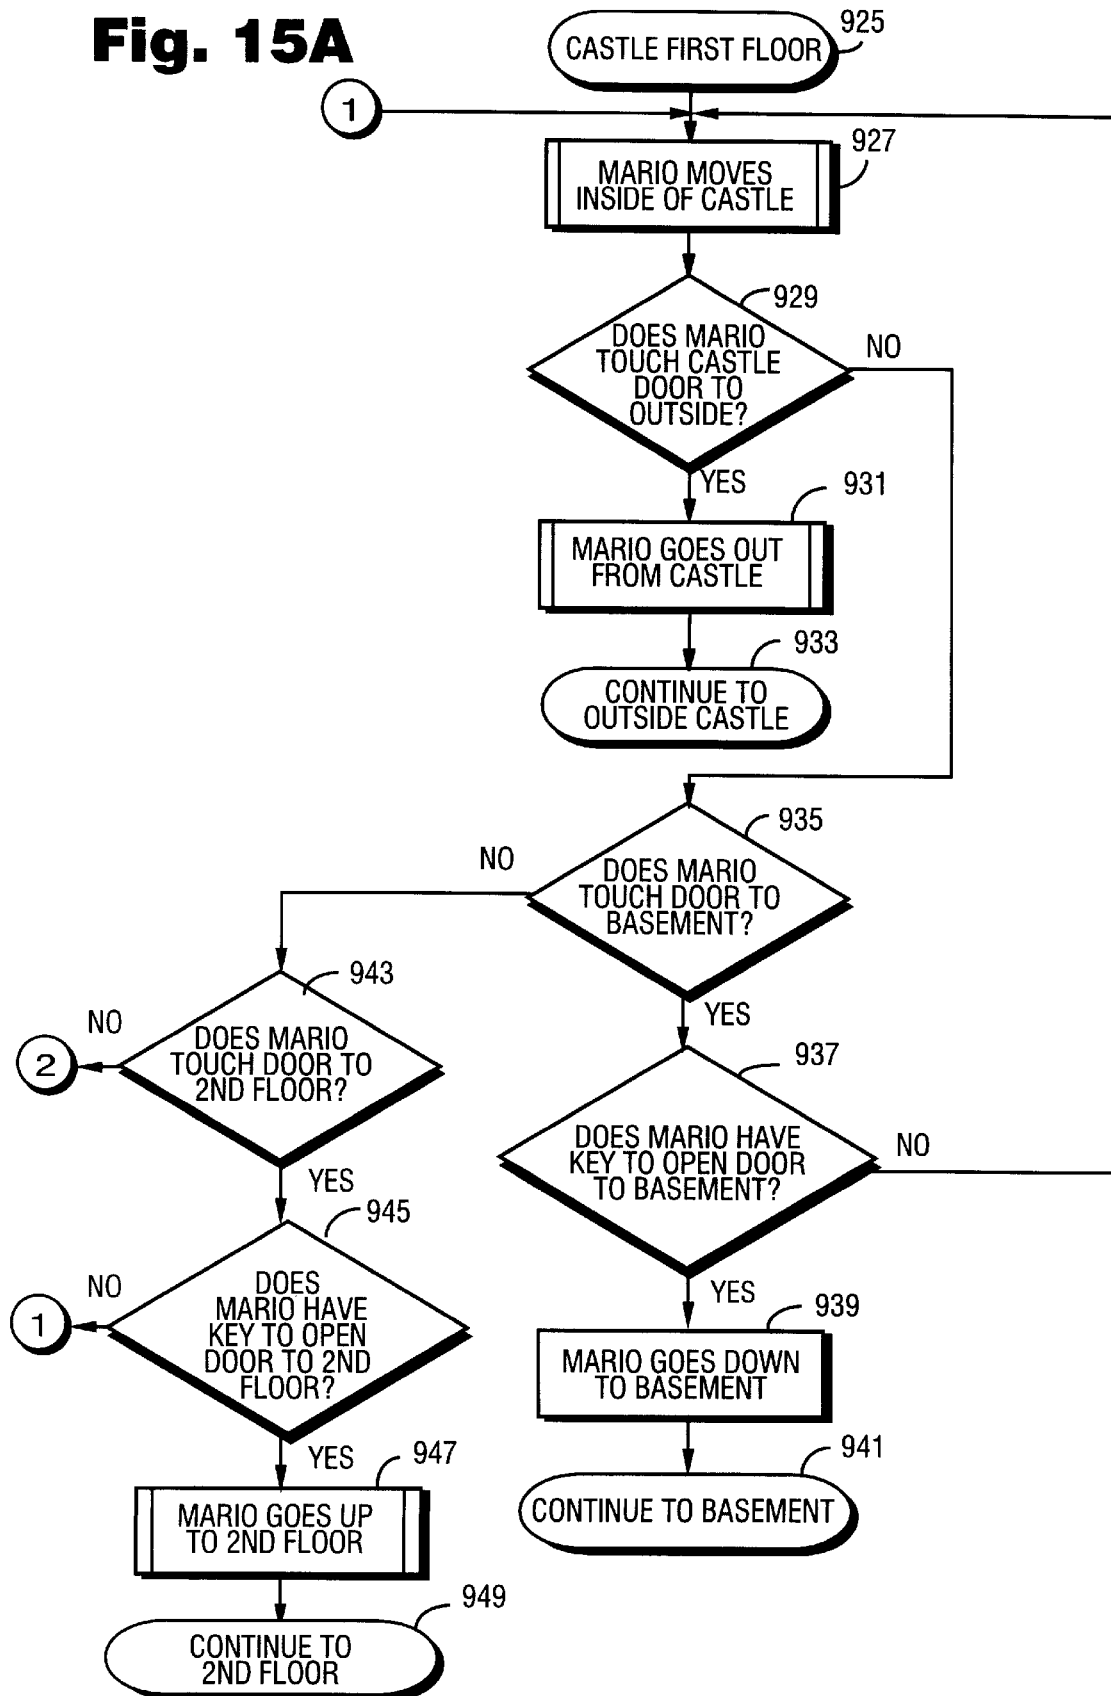 Fig. 15A
CASTLE FIRST FLOOR
925
1
MARIO MOVES
INSIDE OF CASTLE
927
DOES MARIO
TOUCH CASTLE
DOOR TO
OUTSIDE?
929
NO
YES
MARIO GOES OUT
FROM CASTLE
931
CONTINUE TO
OUTSIDE CASTLE
933
DOES MARIO
TOUCH DOOR TO
BASEMENT?
935
NO
YES
DOES MARIO
TOUCH DOOR TO
2ND FLOOR?
943
NO
2
YES
DOES MARIO HAVE
KEY TO OPEN DOOR
TO BASEMENT?
937
NO
YES
DOES
MARIO HAVE
KEY TO OPEN
DOOR TO 2ND
FLOOR?
945
NO
1
YES
MARIO GOES DOWN
TO BASEMENT
939
CONTINUE TO BASEMENT
941
MARIO GOES UP
TO 2ND FLOOR
947
CONTINUE TO
2ND FLOOR
949